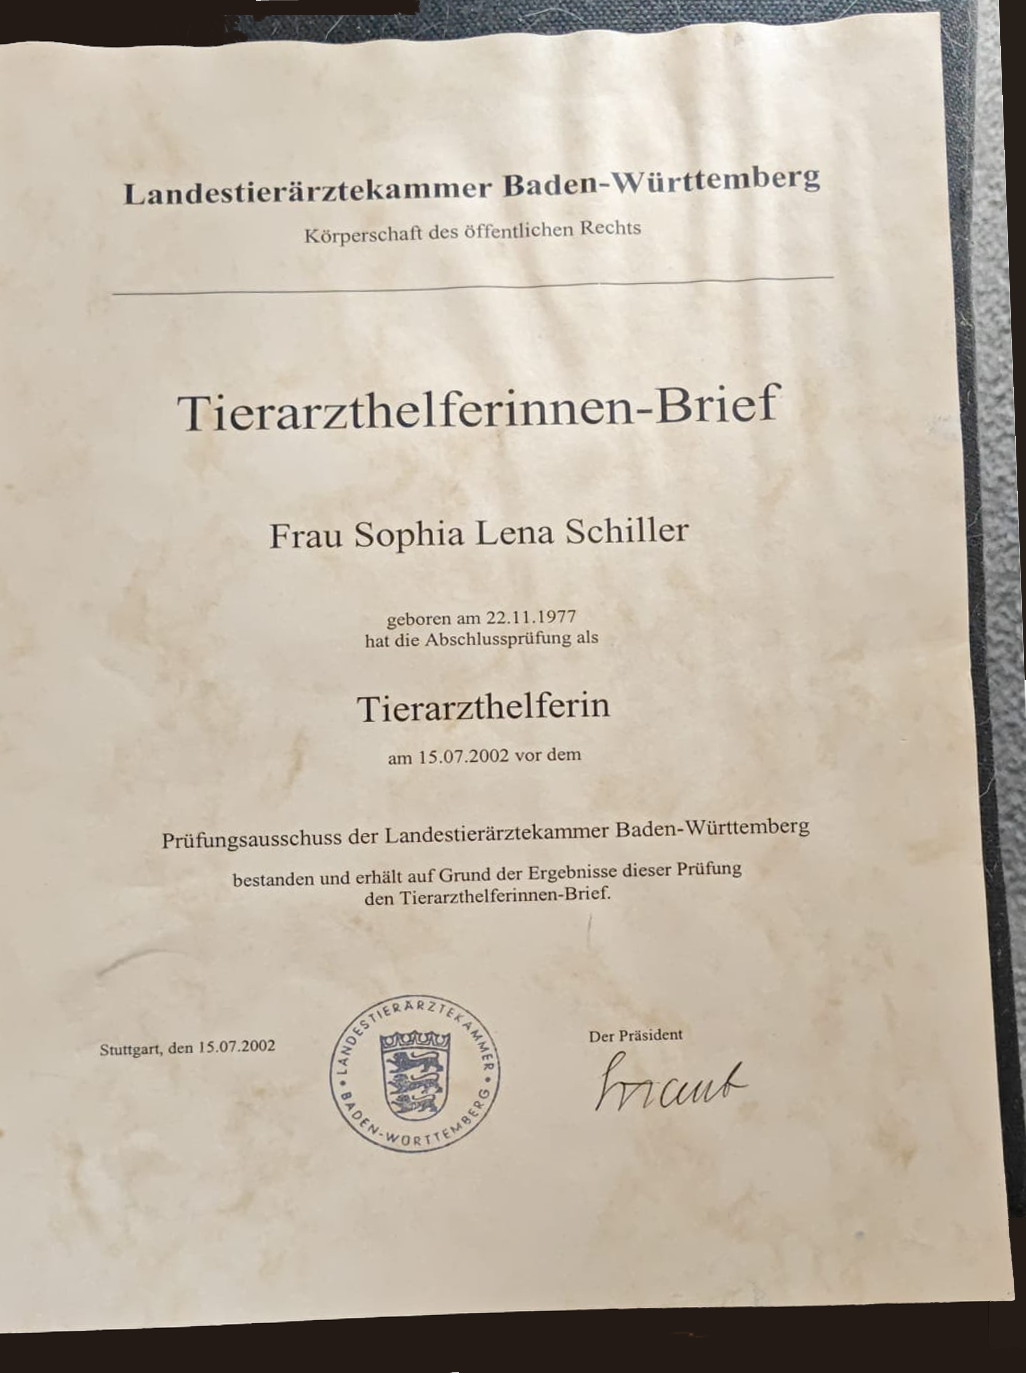 Landestierärztekammer Baden-Württemberg
Körperschaft des öffentlichen Rechts
Tierarzthelferinnen-Brief
Frau Sophia Lena Schiller
geboren am 22.11.1977
hat die Abschlussprüfung als
Tierarzthelferin
am 15.07.2002 vor dem
Prüfungsausschuss der Landestierärztekammer Baden-Württemberg
bestanden und erhält auf Grund der Ergebnisse dieser Prüfung
den Tierarzthelferinnen-Brief.
Stuttgart, den 15.07.2002
LANDESTIERÄRZTEKAMMER
BADEN-WÜRTTEMBERG
Der Präsident